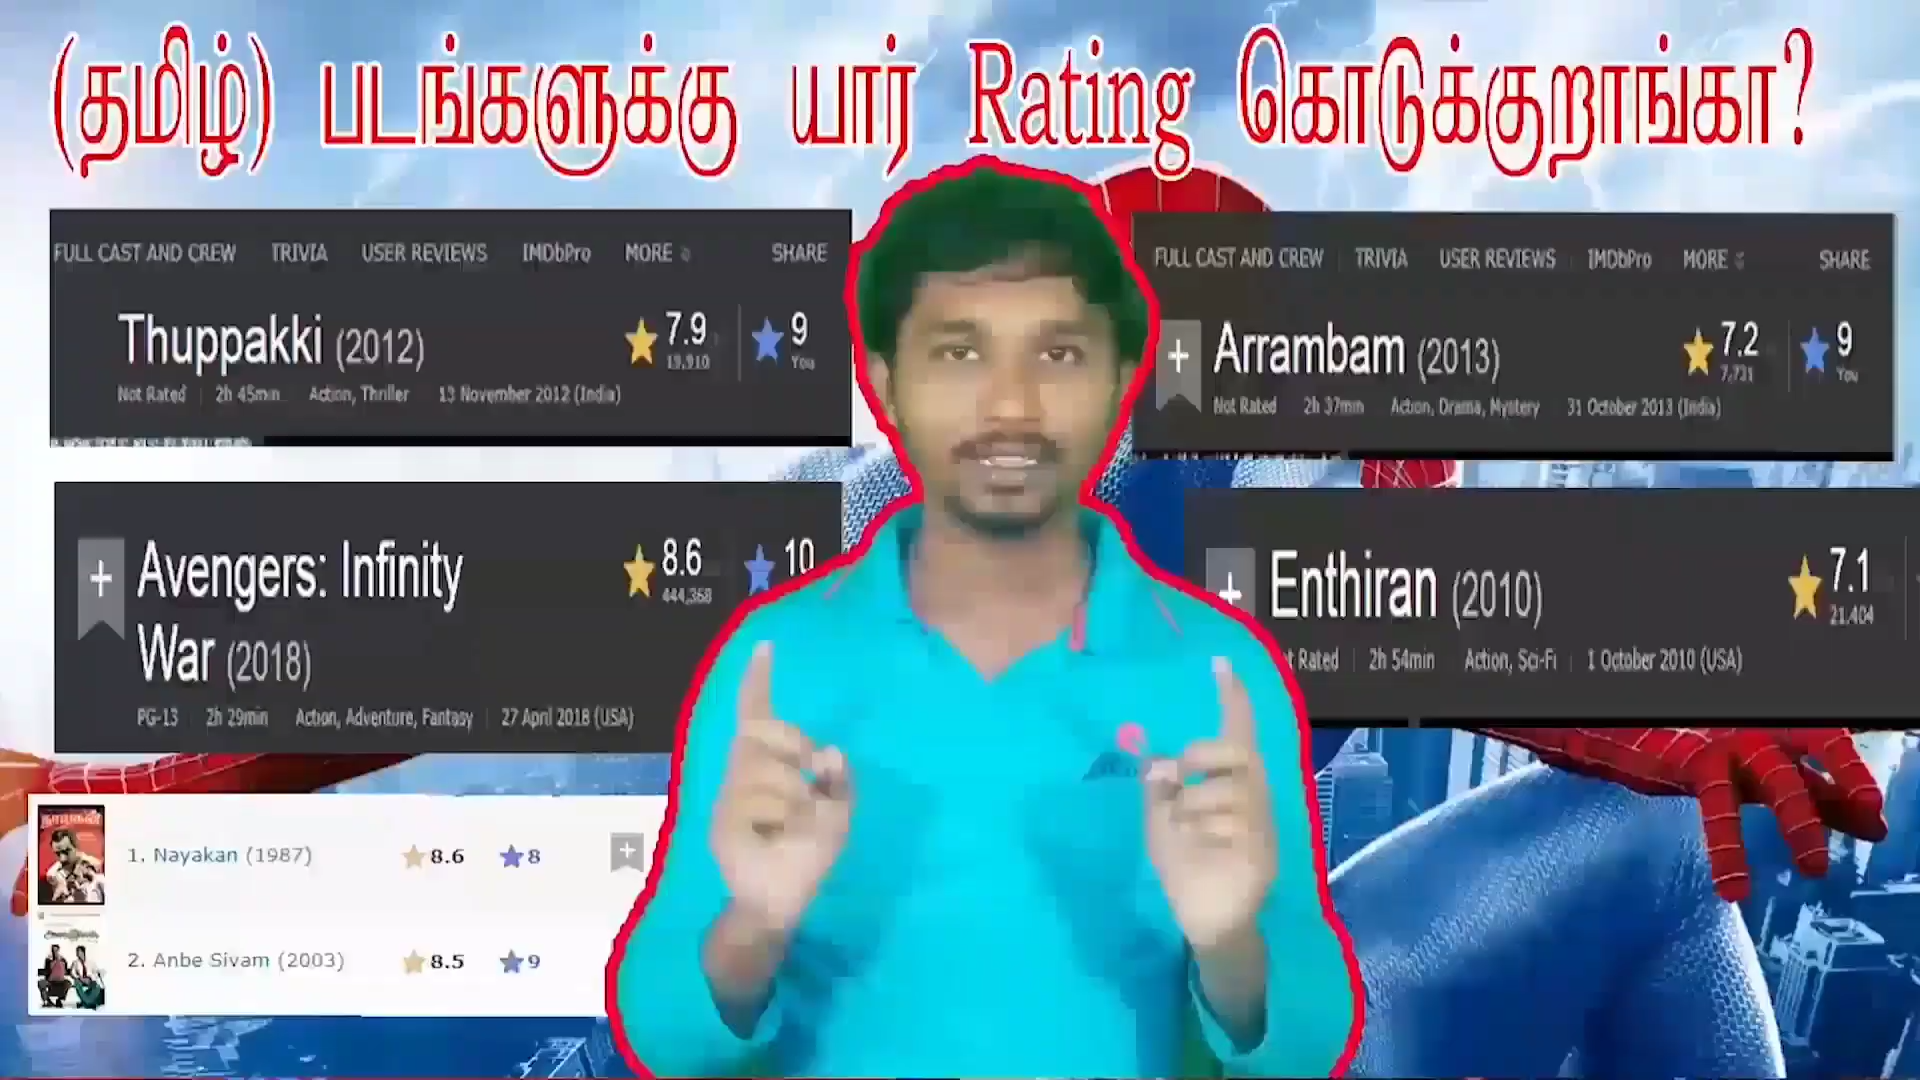 (தமிழ்) படங்களுக்கு யார் Rating கொடுக்குறாங்கா?
FULL CAST AND CREW TRIVIA USER REVIEWS IMDbPro MORE SHARE
Thuppakki (2012) 7.9 9
19,910 You
Not Rated 2h 45min Action, Thriller 13 November 2012 (India)
FULL CAST AND CREW TRIVIA USER REVIEWS IMDbPro MORE SHARE
+ Arrambam (2013) 7.2 9
7,731 You
Not Rated 2h 37min Action, Drama, Mystery 31 October 2013 (India)
+ Avengers: Infinity 8.6 10
444,368
War (2018)
PG-13 2h 29min Action, Adventure, Fantasy 27 April 2018 (USA)
+ Enthiran (2010) 7.1
21,404
Rated 2h 54min Action, Sci-Fi 1 October 2010 (USA)
நாயகன்
1. Nayakan (1987) 8.6 8 +
2. Anbe Sivam (2003) 8.5 9